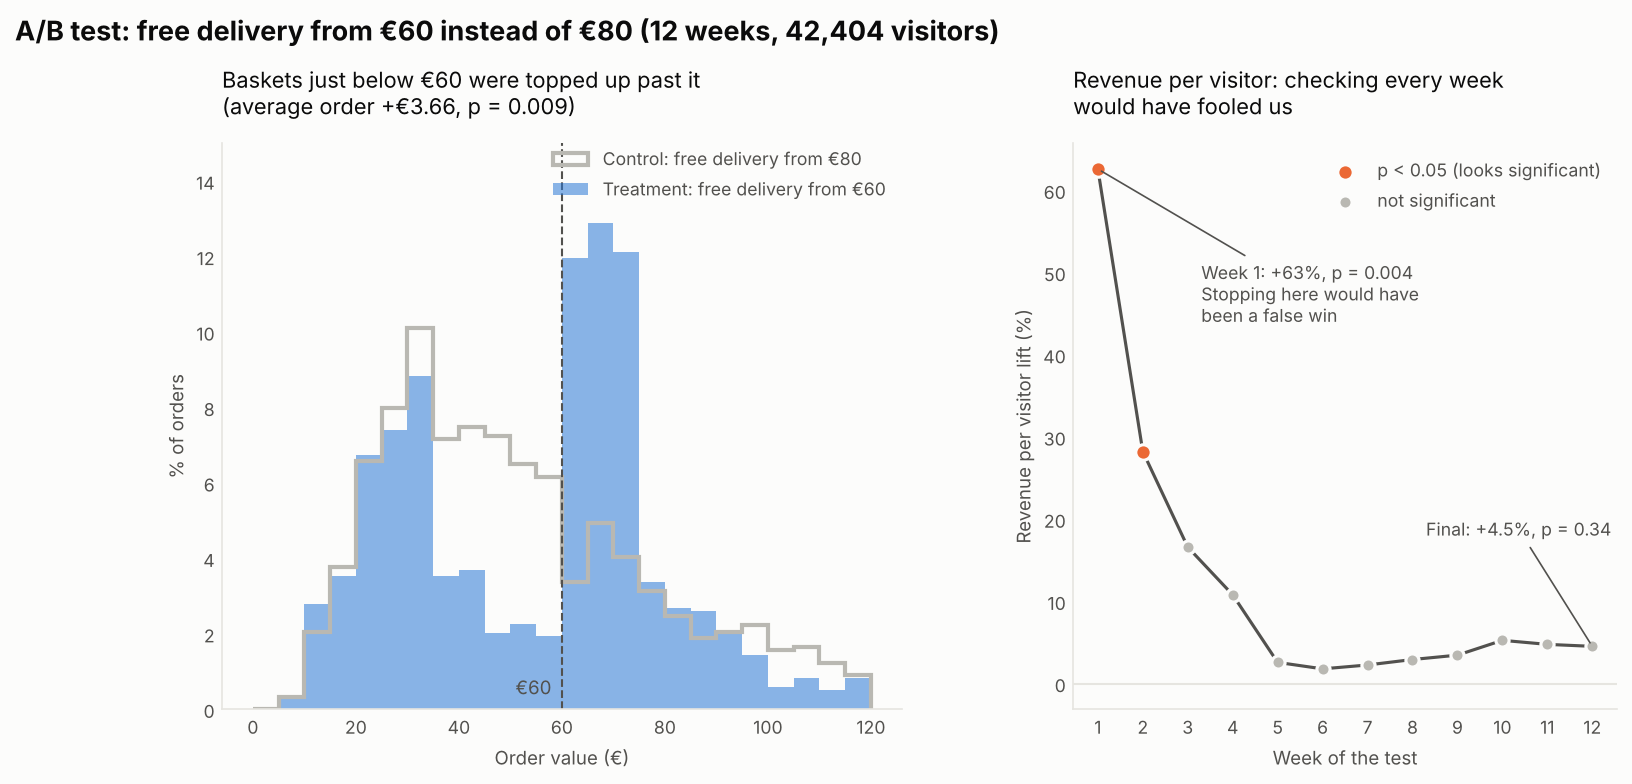 A/B test: free delivery from €60 instead of €80 (12 weeks, 42,404 visitors)
Baskets just below €60 were topped up past it
(average order +€3.66, p = 0.009)
Control: free delivery from €80
Treatment: free delivery from €60
% of orders
14
12
10
8
6
4
2
0
€60
0
20
40
60
80
100
120
Order value (€)
Revenue per visitor: checking every week
would have fooled us
p < 0.05 (looks significant)
not significant
Week 1: +63%, p = 0.004
Stopping here would have
been a false win
Final: +4.5%, p = 0.34
Revenue per visitor lift (%)
60
50
40
30
20
10
0
1
2
3
4
5
6
7
8
9
10
11
12
Week of the test